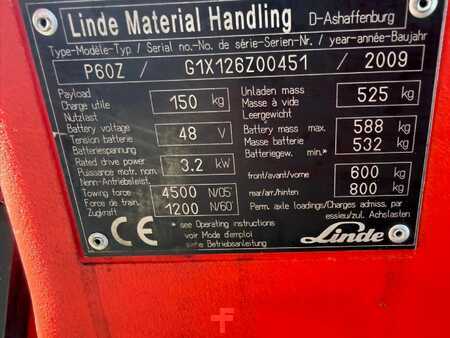 Linde Material Handling D-Ashaffenburg
Type-Modèle-Typ / Serial no.-No. de série-Serien-Nr. / year-année-Baujahr
P60Z / G1X126Z00451 / 2009
Payload
Charge utile 150 kg
Nutzlast
Battery voltage
Tension batterie 48 V
Batteriespannung
Rated drive power
Puissance motr. nom. 3.2 kW
Nenn-Antriebsleist.
Towing force 4500 N/05'
Force de train.
Zugkraft 1200 N/60'
Unladen mass
Masse à vide 525 kg
Leergewicht
Battery mass max. 588 kg
Masse batterie
Batteriegew. min.* 532 kg
front/avant/vorne 600 kg
rear/arr./hinten 800 kg
Perm. axle loadings/Charges admiss. par
essieu/zul. Achslasten
CE
* see Operating instructions
voir Mode d'emploi
siehe Betriebsanleitung
Linde